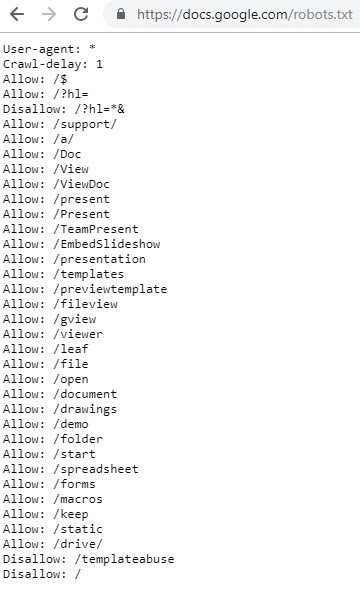 https://docs.google.com/robots.txt
User-agent: *
Crawl-delay: 1
Allow: /$
Allow: /?hl=
Disallow: /?hl=*&
Allow: /support/
Allow: /a/
Allow: /Doc
Allow: /View
Allow: /ViewDoc
Allow: /present
Allow: /Present
Allow: /TeamPresent
Allow: /EmbedSlideshow
Allow: /presentation
Allow: /templates
Allow: /previewtemplate
Allow: /fileview
Allow: /gview
Allow: /viewer
Allow: /leaf
Allow: /file
Allow: /open
Allow: /document
Allow: /drawings
Allow: /demo
Allow: /folder
Allow: /start
Allow: /spreadsheet
Allow: /forms
Allow: /macros
Allow: /keep
Allow: /static
Allow: /drive/
Disallow: /templateabuse
Disallow: /